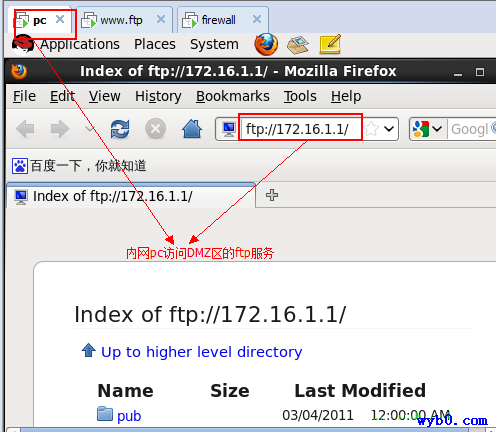 pc www.ftp firewall
Applications Places System
Index of ftp://172.16.1.1/ - Mozilla Firefox
File Edit View History Bookmarks Tools Help
ftp://172.16.1.1/ Googl
百度一下，你就知道
Index of ftp://172.16.1.1/
内网pc访问DMZ区的ftp服务
Index of ftp://172.16.1.1/
Up to higher level directory
Name Size Last Modified
pub 03/04/2011 12:00:00 AM
wyb0.com